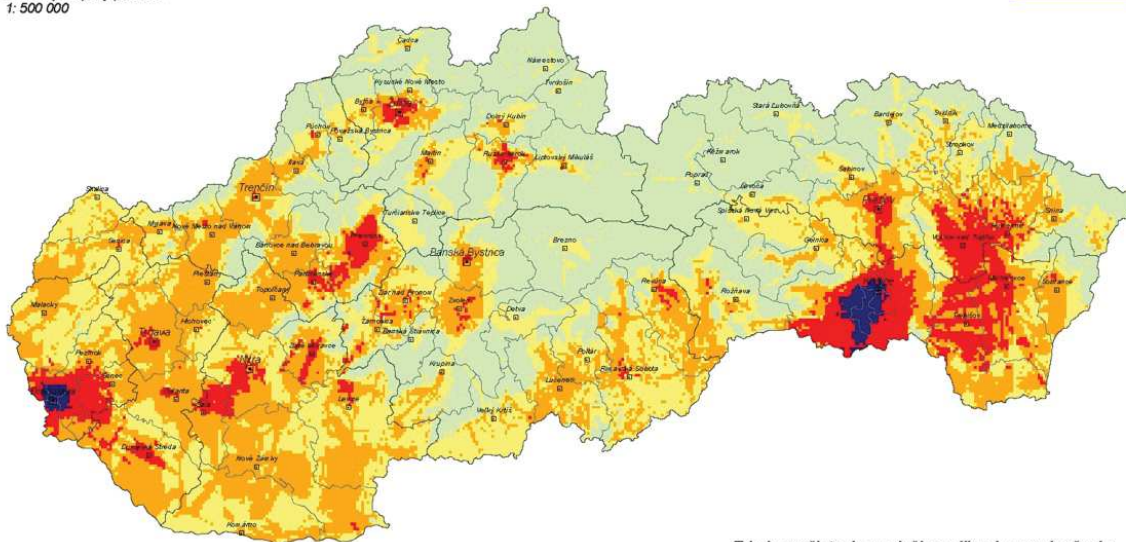 1: 500 000
Čadca
Námestovo
Kysucké Nové Mesto
Tvrdošín
Bytča
Stará Ľubovňa
Bardejov
Svidník
Medzilaborce
Púchov
Považská Bystrica
Dolný Kubín
Stropkov
Martin
Ružomberok
Liptovský Mikuláš
Kežmarok
Ilava
Poprad
Sabinov
Trenčín
Levoča
Skalica
Prešov
Turčianske Teplice
Spišská Nová Ves
Snina
Myjava
Nové Mesto nad Váhom
Senica
Prievidza
Bánovce nad Bebravou
Brezno
Gelnica
Vranov nad Topľou
Banská Bystrica
Piešťany
Partizánske
Topoľčany
Revúca
Rožňava
Michalovce
Sobrance
Malacky
Žiar nad Hronom
Zvolen
Hlohovec
Žarnovica
Detva
Trebišov
Trnava
Banská Štiavnica
Zlaté Moravce
Pezinok
Nitra
Krupina
Poltár
Senec
Rimavská Sobota
Galanta
Lučenec
Levice
Šaľa
Veľký Krtíš
Dunajská Streda
Nové Zámky
Komárno